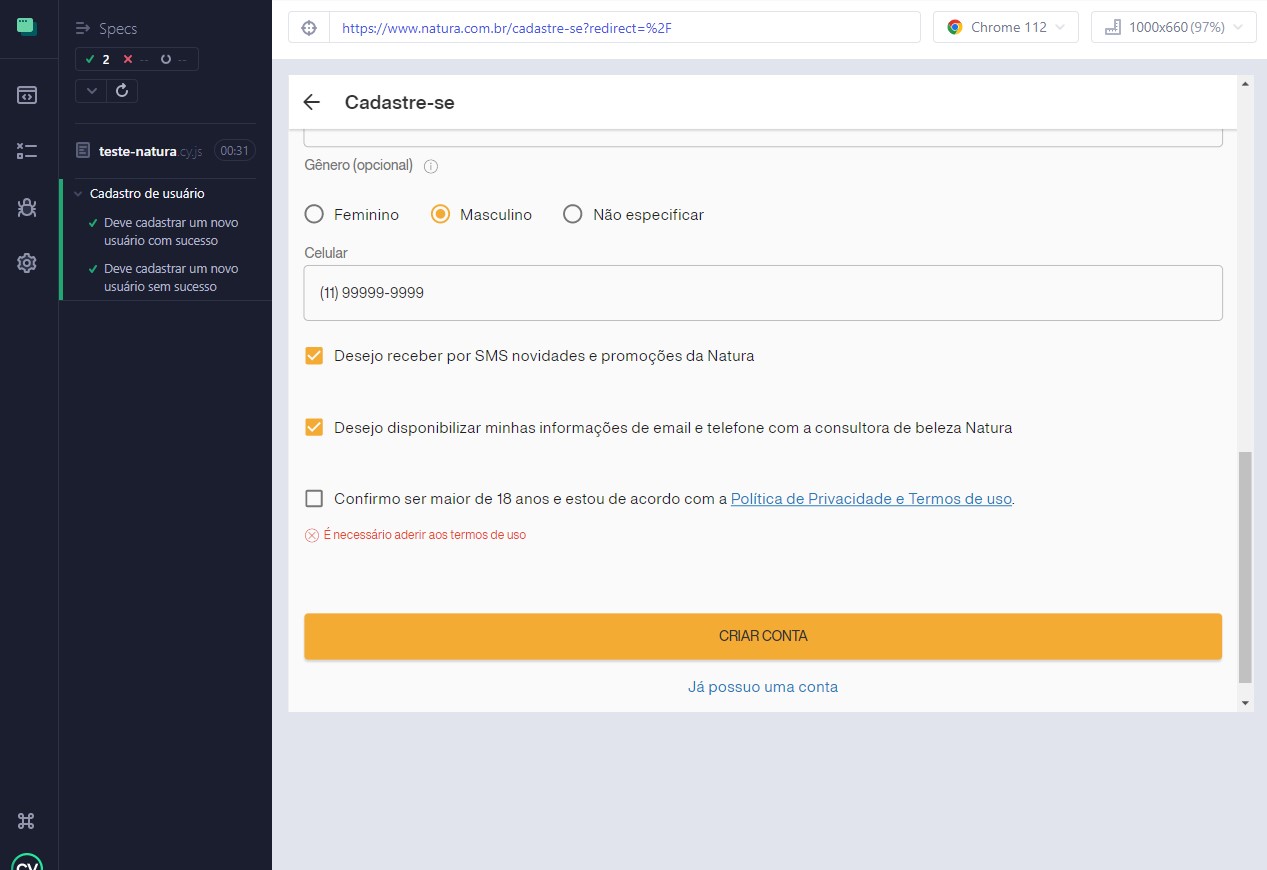 Specs
2 -- --
teste-natura.cy.js 00:31
Cadastro de usuário
Deve cadastrar um novo
usuário com sucesso
Deve cadastrar um novo
usuário sem sucesso
https://www.natura.com.br/cadastre-se?redirect=%2F
Chrome 112
1000x660 (97%)
Cadastre-se
Gênero (opcional)
Feminino Masculino Não especificar
Celular
(11) 99999-9999
Desejo receber por SMS novidades e promoções da Natura
Desejo disponibilizar minhas informações de email e telefone com a consultora de beleza Natura
Confirmo ser maior de 18 anos e estou de acordo com a Política de Privacidade e Termos de uso.
É necessário aderir aos termos de uso
CRIAR CONTA
Já possuo uma conta
cy